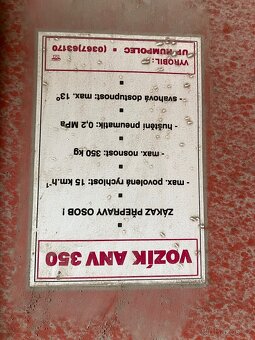 VOZÍK ANV 350
ZÁKAZ PŘEPRAVY OSOB !
- max. povolená rychlost: 15 km.h⁻¹
- max. nosnost: 350 kg
- huštění pneumatik: 0,2 MPa
- svahová dostupnost: max. 13°
VYROBIL:
UP HUMPOLEC ▪ (0367)63170